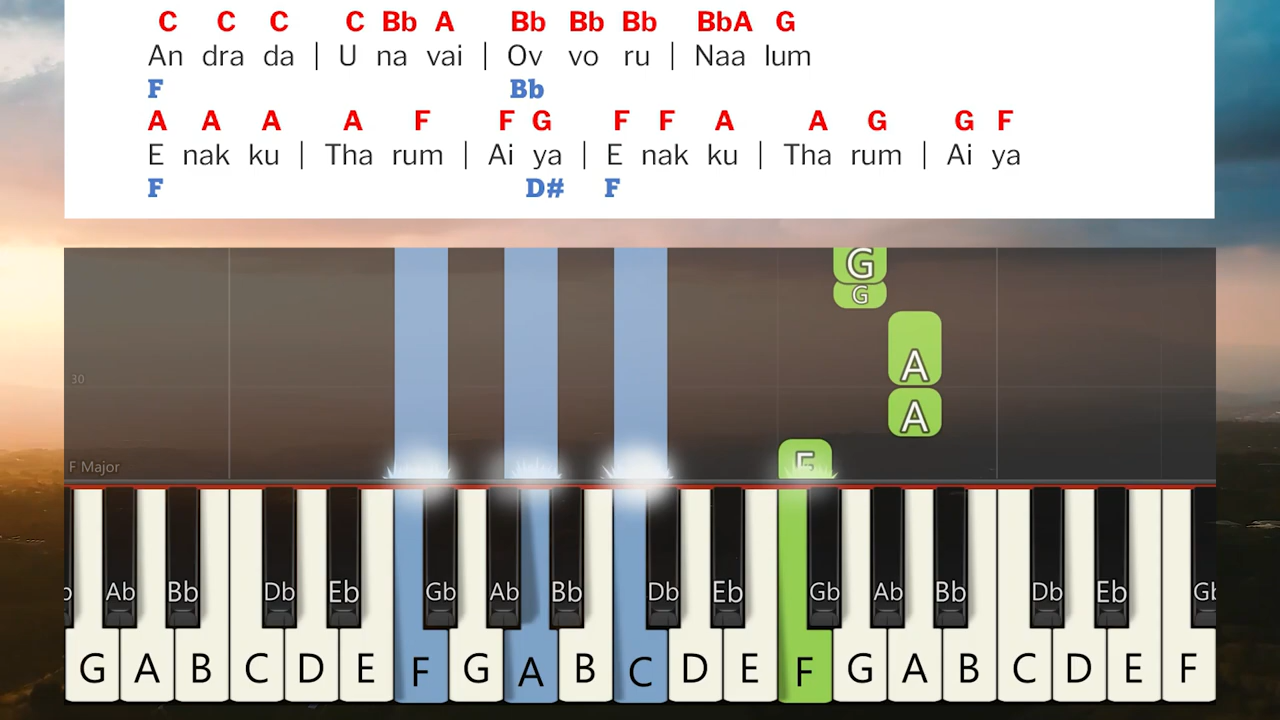 C C C C Bb A Bb Bb Bb BbA G
An dra da | U na vai | Ov vo ru | Naa lum
F Bb
A A A A F F G F F A A G G F
E nak ku | Tha rum | Ai ya | E nak ku | Tha rum | Ai ya
F D# F
G
G
A
30
A
F Major
Ab Bb Db Eb Gb Ab Bb Db Eb Gb Ab Bb Db Eb
G A B C D E F G A B C D E F G A B C D E F